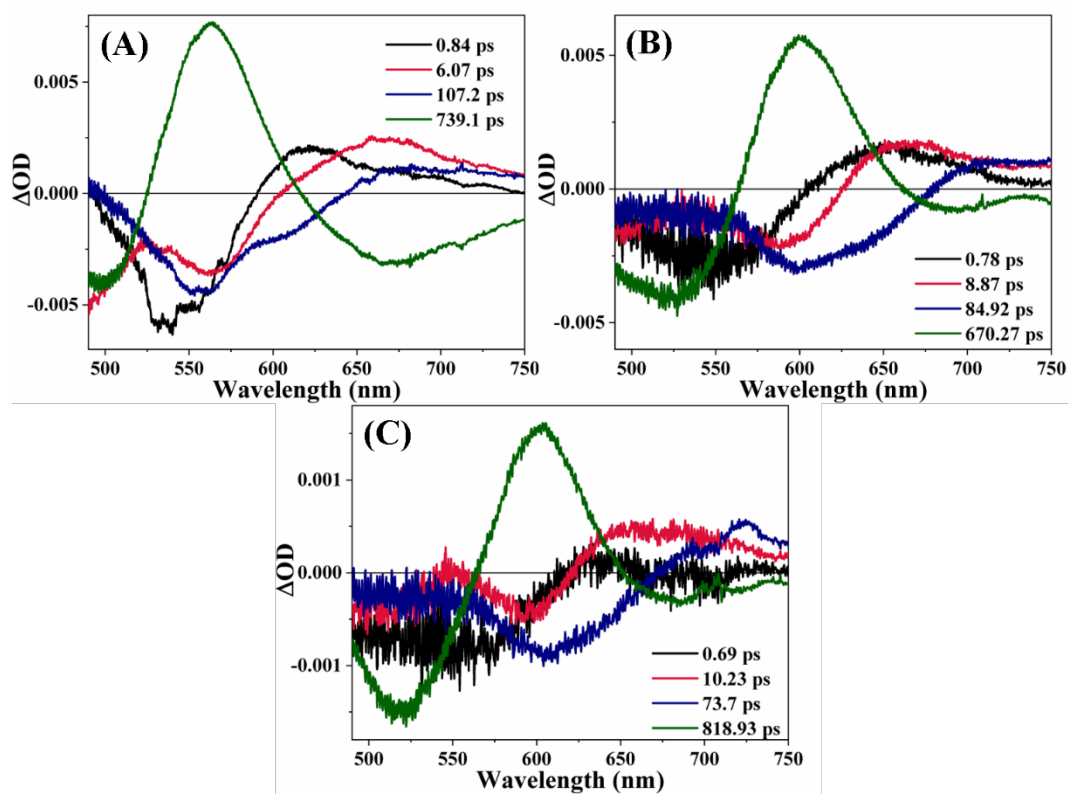 (A)
0.84 ps
6.07 ps
107.2 ps
739.1 ps
0.005
0.000
-0.005
ΔOD
500 550 600 650 700 750
Wavelength (nm)
(B)
0.78 ps
8.87 ps
84.92 ps
670.27 ps
0.005
0.000
-0.005
ΔOD
500 550 600 650 700 750
Wavelength (nm)
(C)
0.69 ps
10.23 ps
73.7 ps
818.93 ps
0.001
0.000
-0.001
ΔOD
500 550 600 650 700 750
Wavelength (nm)